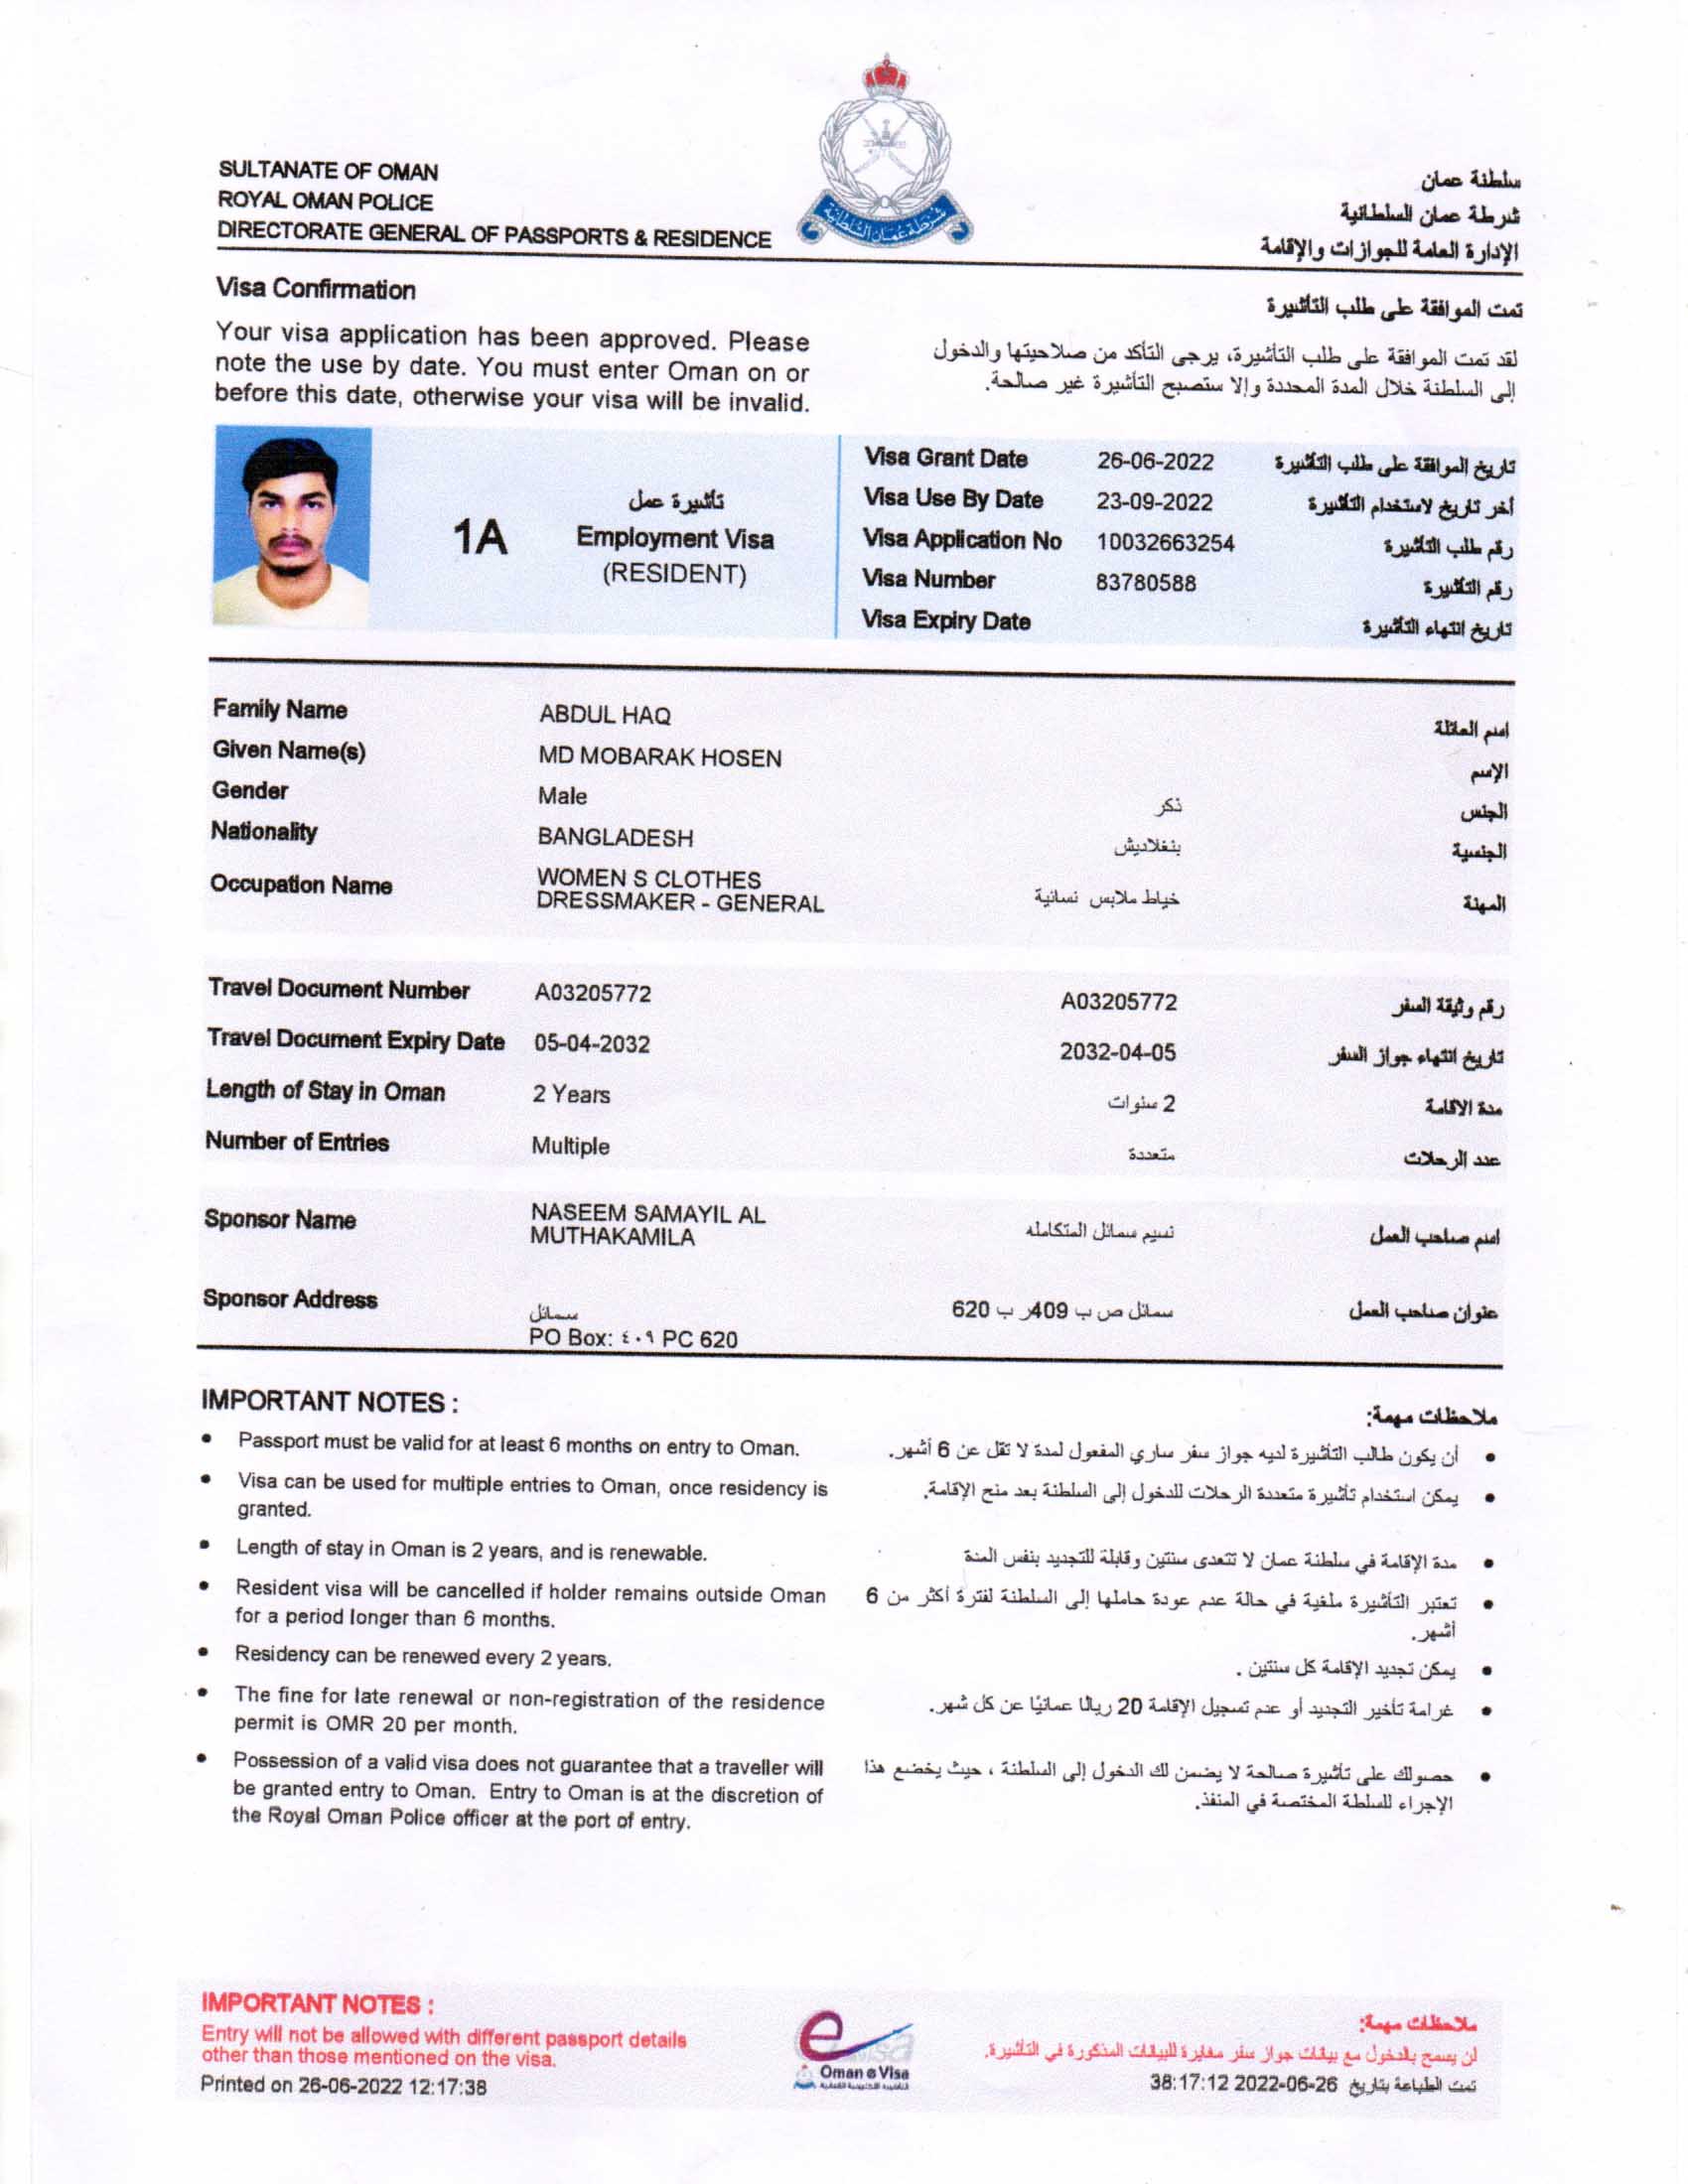 SULTANATE OF OMAN
ROYAL OMAN POLICE
DIRECTORATE GENERAL OF PASSPORTS & RESIDENCE
شرطة عمان السلطانية
سلطنة عمان
شرطة عمان السلطانية
الإدارة العامة للجوازات والإقامة
Visa Confirmation
Your visa application has been approved. Please
note the use by date. You must enter Oman on or
before this date, otherwise your visa will be invalid.
تمت الموافقة على طلب التأشيرة
لقد تمت الموافقة على طلب التأشيرة، يرجى التأكد من صلاحيتها والدخول
إلى السلطنة خلال المدة المحددة وإلا ستصبح التأشيرة غير صالحة.
1A
تأشيرة عمل
Employment Visa
(RESIDENT)
Visa Grant Date 26-06-2022 تاريخ الموافقة على طلب التأشيرة
Visa Use By Date 23-09-2022 أخر تاريخ لاستخدام التأشيرة
Visa Application No 10032663254 رقم طلب التأشيرة
Visa Number 83780588 رقم التأشيرة
Visa Expiry Date تاريخ انتهاء التأشيرة
Family Name ABDUL HAQ اسم العائلة
Given Name(s) MD MOBARAK HOSEN الإسم
Gender Male ذكر الجنس
Nationality BANGLADESH بنغلاديش الجنسية
Occupation Name WOMEN S CLOTHES
DRESSMAKER - GENERAL خياط ملابس نسائية المهنة
Travel Document Number A03205772 A03205772 رقم وثيقة السفر
Travel Document Expiry Date 05-04-2032 2032-04-05 تاريخ انتهاء جواز السفر
Length of Stay in Oman 2 Years 2 سنوات مدة الاقامة
Number of Entries Multiple متعددة عدد الرحلات
Sponsor Name NASEEM SAMAYIL AL
MUTHAKAMILA نسيم سمائل المتكامله اسم صاحب العمل
Sponsor Address سمائل
PO Box: ٤٠٩ PC 620 سمائل ص ب 409ر ب 620 عنوان صاحب العمل
IMPORTANT NOTES :
• Passport must be valid for at least 6 months on entry to Oman.
• Visa can be used for multiple entries to Oman, once residency is
granted.
• Length of stay in Oman is 2 years, and is renewable.
• Resident visa will be cancelled if holder remains outside Oman
for a period longer than 6 months.
• Residency can be renewed every 2 years.
• The fine for late renewal or non-registration of the residence
permit is OMR 20 per month.
• Possession of a valid visa does not guarantee that a traveller will
be granted entry to Oman. Entry to Oman is at the discretion of
the Royal Oman Police officer at the port of entry.
ملاحظات مهمة:
• أن يكون طالب التأشيرة لديه جواز سفر ساري المفعول لمدة لا تقل عن 6 أشهر.
• يمكن استخدام تأشيرة متعددة الرحلات للدخول إلى السلطنة بعد منح الإقامة.
• مدة الإقامة في سلطنة عمان لا تتعدى سنتين وقابلة للتجديد بنفس المدة
• تعتبر التأشيرة ملغية في حالة عدم عودة حاملها إلى السلطنة لفترة أكثر من 6
أشهر.
• يمكن تجديد الإقامة كل سنتين .
• غرامة تأخير التجديد أو عدم تسجيل الإقامة 20 ريالا عمانيًا عن كل شهر.
• حصولك على تأشيرة صالحة لا يضمن لك الدخول إلى السلطنة ، حيث يخضع هذا
الإجراء للسلطة المختصة في المنفذ.
IMPORTANT NOTES :
Entry will not be allowed with different passport details
other than those mentioned on the visa.
Printed on 26-06-2022 12:17:38
e visa
Oman e Visa
التأشيرة الالكترونية العمانية
ملاحظات مهمة:
لن يسمح بالدخول مع بيانات جواز سفر مغايرة للبيانات المذكورة في التأشيرة.
تمت الطباعة بتاريخ 26-06-2022 38:17:12